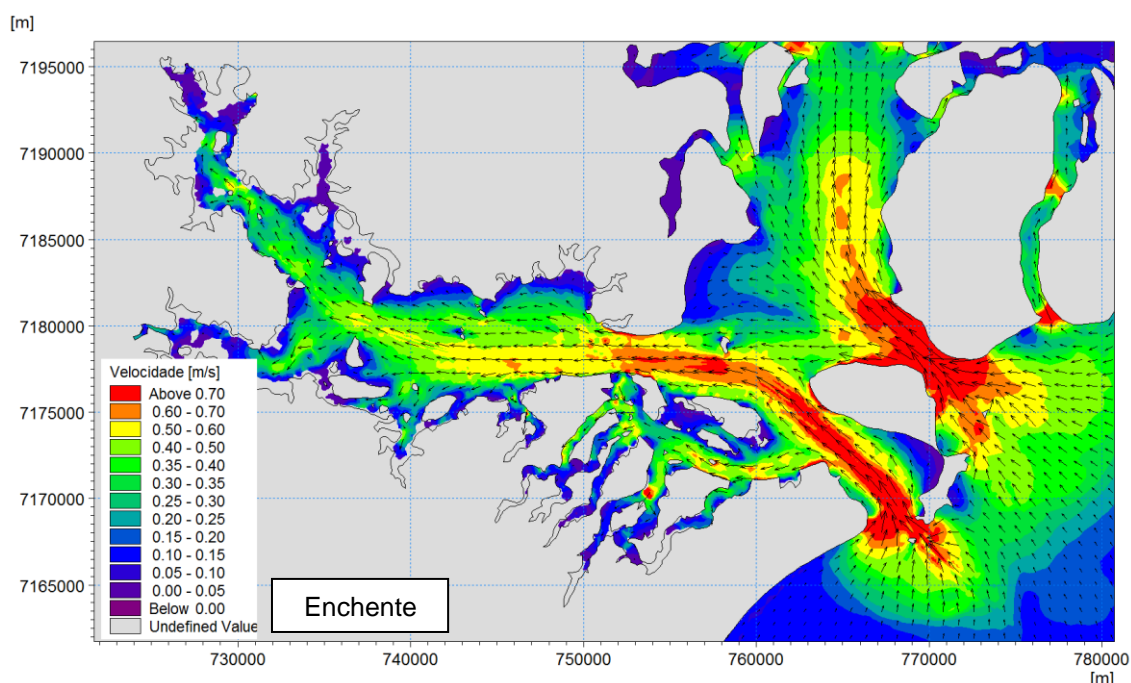 [m]
7195000
7190000
7185000
7180000
7175000
7170000
7165000
Velocidade [m/s]
Above 0.70
0.60 - 0.70
0.50 - 0.60
0.40 - 0.50
0.35 - 0.40
0.30 - 0.35
0.25 - 0.30
0.20 - 0.25
0.15 - 0.20
0.10 - 0.15
0.05 - 0.10
0.00 - 0.05
Below 0.00
Undefined Value
Enchente
730000 740000 750000 760000 770000 780000
[m]